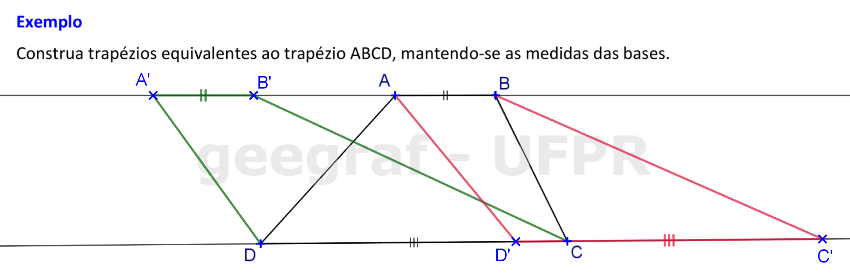 Exemplo
Construa trapézios equivalentes ao trapézio ABCD, mantendo-se as medidas das bases.
A' B' A B
geegraf - UFPR
D D' C C'